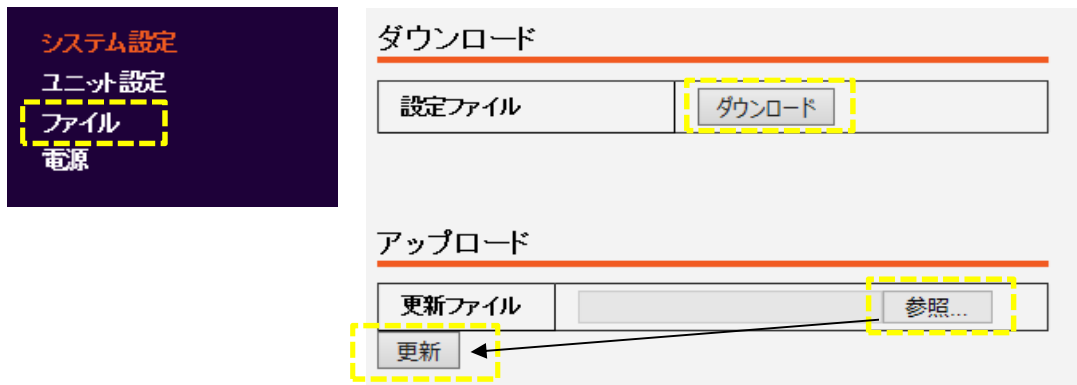 システム設定
ユニット設定
ファイル
電源
ダウンロード
設定ファイル
ダウンロード
アップロード
更新ファイル
参照...
更新